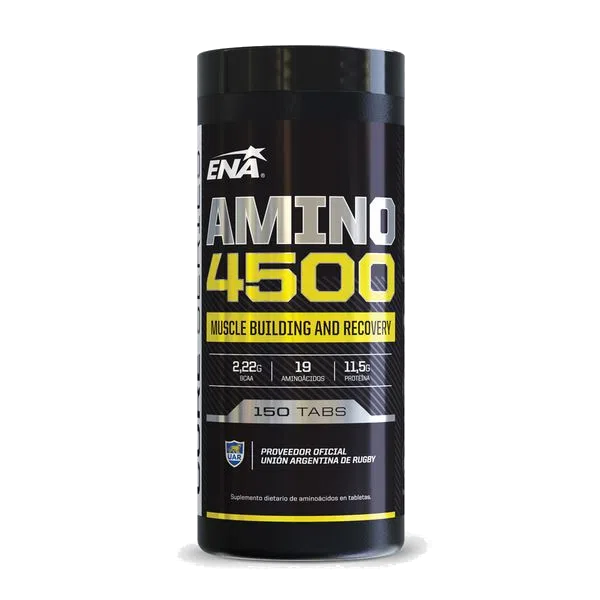 ENA®
AMINO
4500
MUSCLE BUILDING AND RECOVERY
2,22G
BCAA
19
AMINOÁCIDOS
11,5G
PROTEÍNA
150 TABS
UAR
PROVEEDOR OFICIAL
UNIÓN ARGENTINA DE RUGBY
Suplemento dietario de aminoácidos en tabletas.